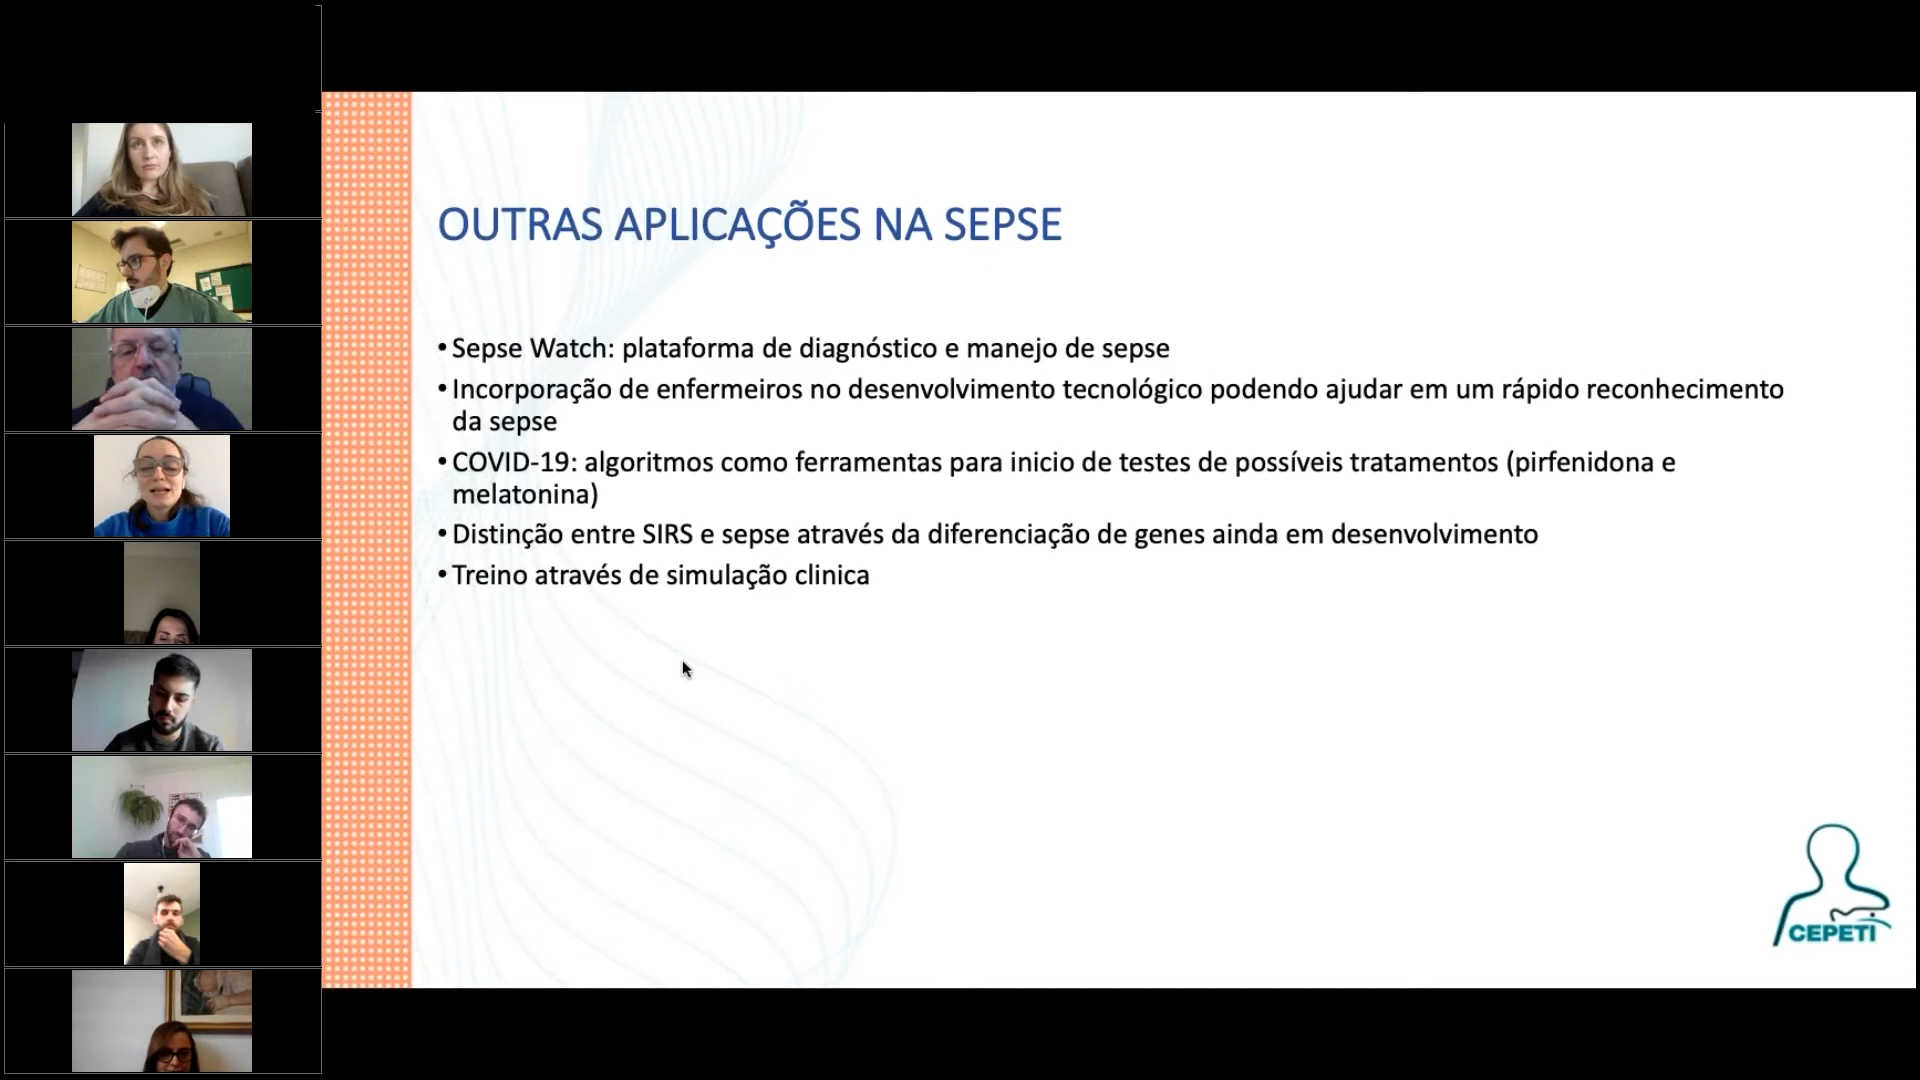 OUTRAS APLICAÇÕES NA SEPSE
• Sepse Watch: plataforma de diagnóstico e manejo de sepse
• Incorporação de enfermeiros no desenvolvimento tecnológico podendo ajudar em um rápido reconhecimento
da sepse
• COVID-19: algoritmos como ferramentas para inicio de testes de possíveis tratamentos (pirfenidona e
melatonina)
• Distinção entre SIRS e sepse através da diferenciação de genes ainda em desenvolvimento
• Treino através de simulação clinica
CEPETI